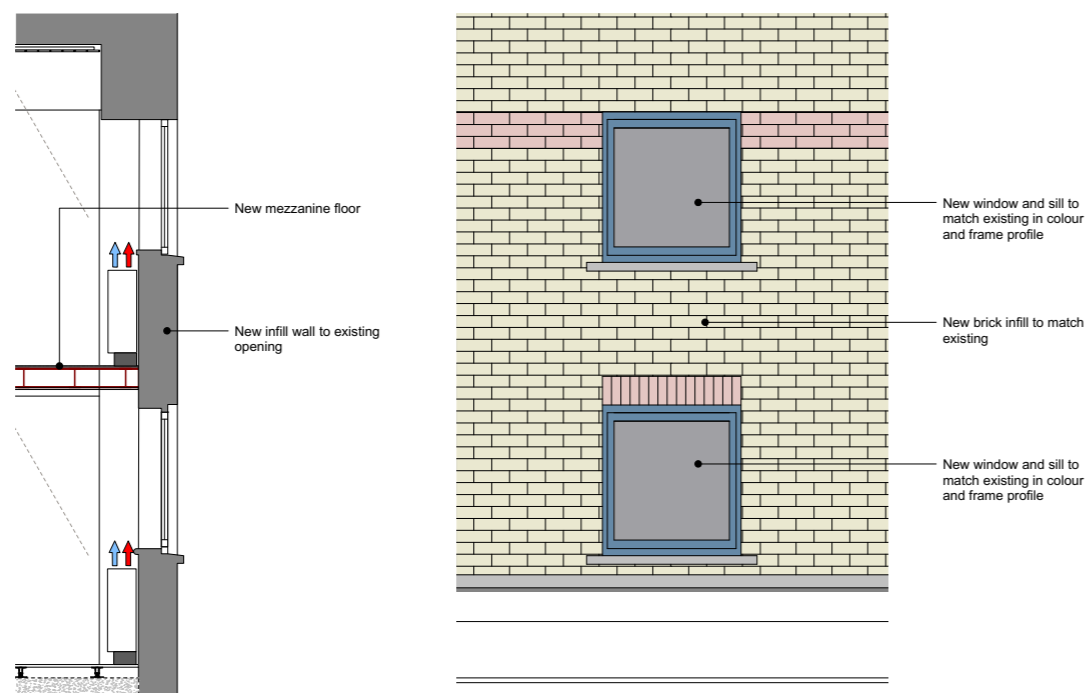 New mezzanine floor
New infill wall to existing
opening
New window and sill to
match existing in colour
and frame profile
New brick infill to match
existing
New window and sill to
match existing in colour
and frame profile